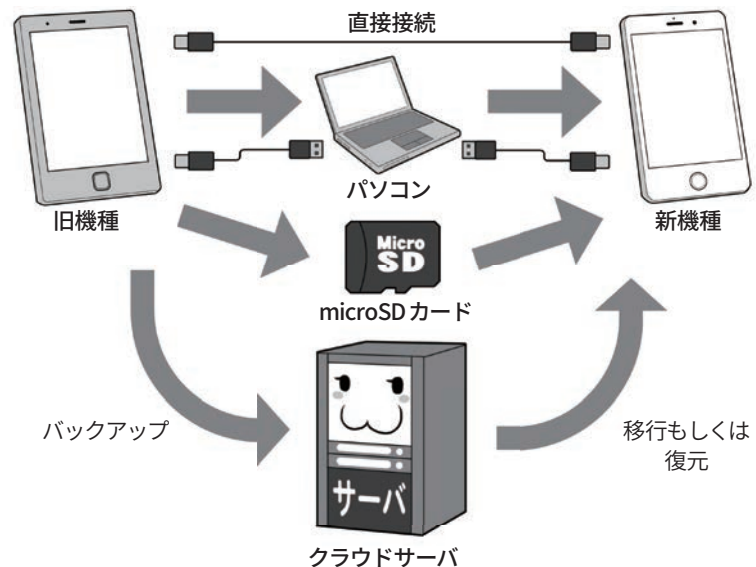 直接接続
パソコン
旧機種
新機種
Micro
SD
microSDカード
バックアップ
移行もしくは
復元
サーバ
クラウドサーバ